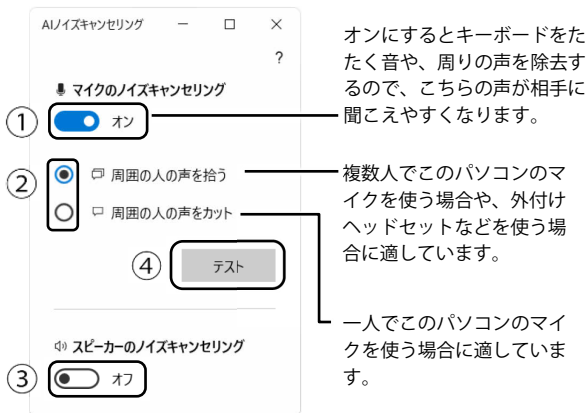 AIノイズキャンセリング
?
マイクのノイズキャンセリング
① オン
② 周囲の人の声を拾う
周囲の人の声をカット
④ テスト
スピーカーのノイズキャンセリング
③ オフ
オンにするとキーボードをた
たく音や、周りの声を除去す
るので、こちらの声が相手に
聞こえやすくなります。
複数人でこのパソコンのマ
イクを使う場合や、外付け
ヘッドセットなどを使う場
合に適しています。
一人でこのパソコンのマイ
クを使う場合に適していま
す。